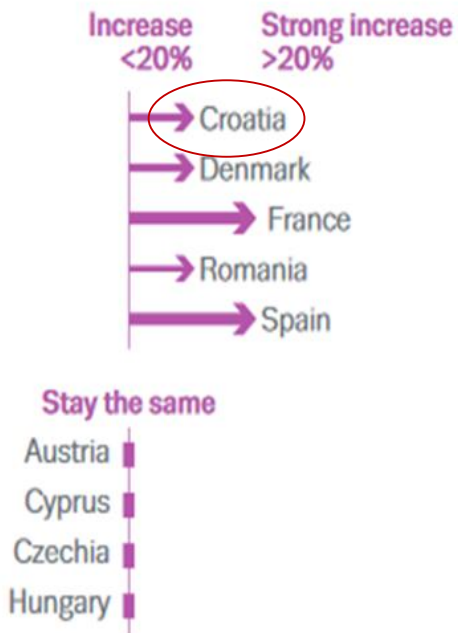 Increase Strong increase
<20% >20%
Croatia
Denmark
France
Romania
Spain
Stay the same
Austria
Cyprus
Czechia
Hungary